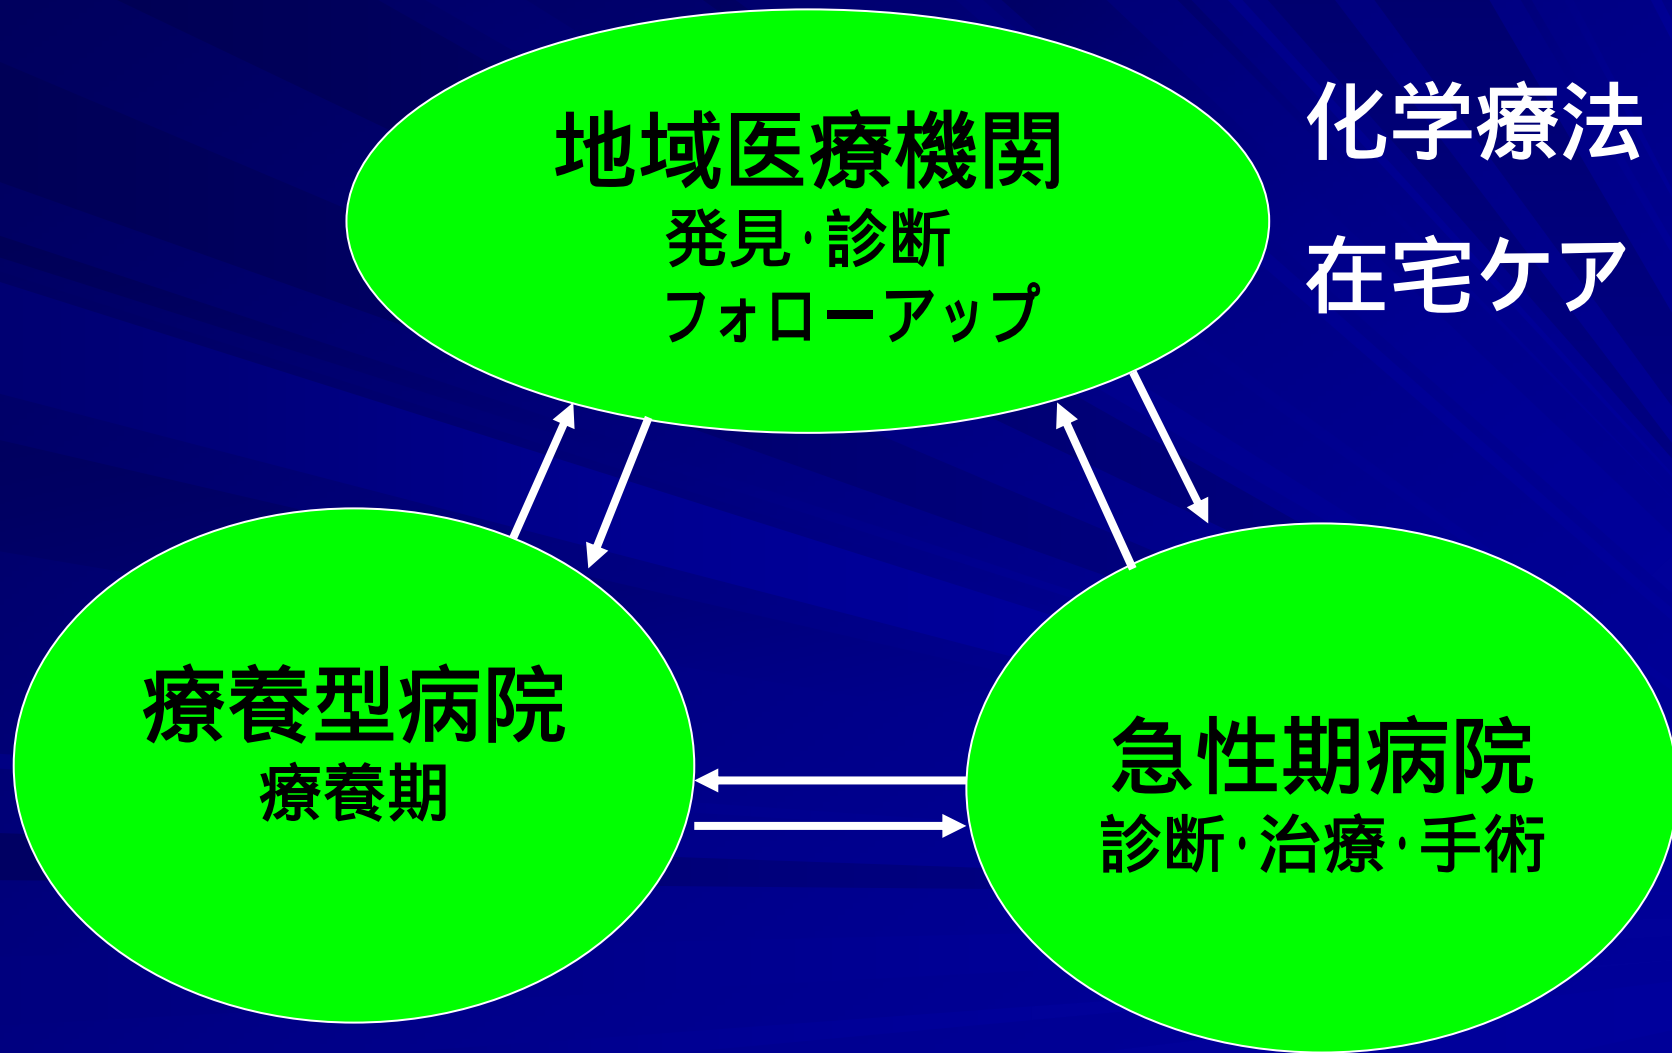 地域医療機関
発見・診断
フォローアップ
化学療法
在宅ケア
療養型病院
療養期
急性期病院
診断・治療・手術